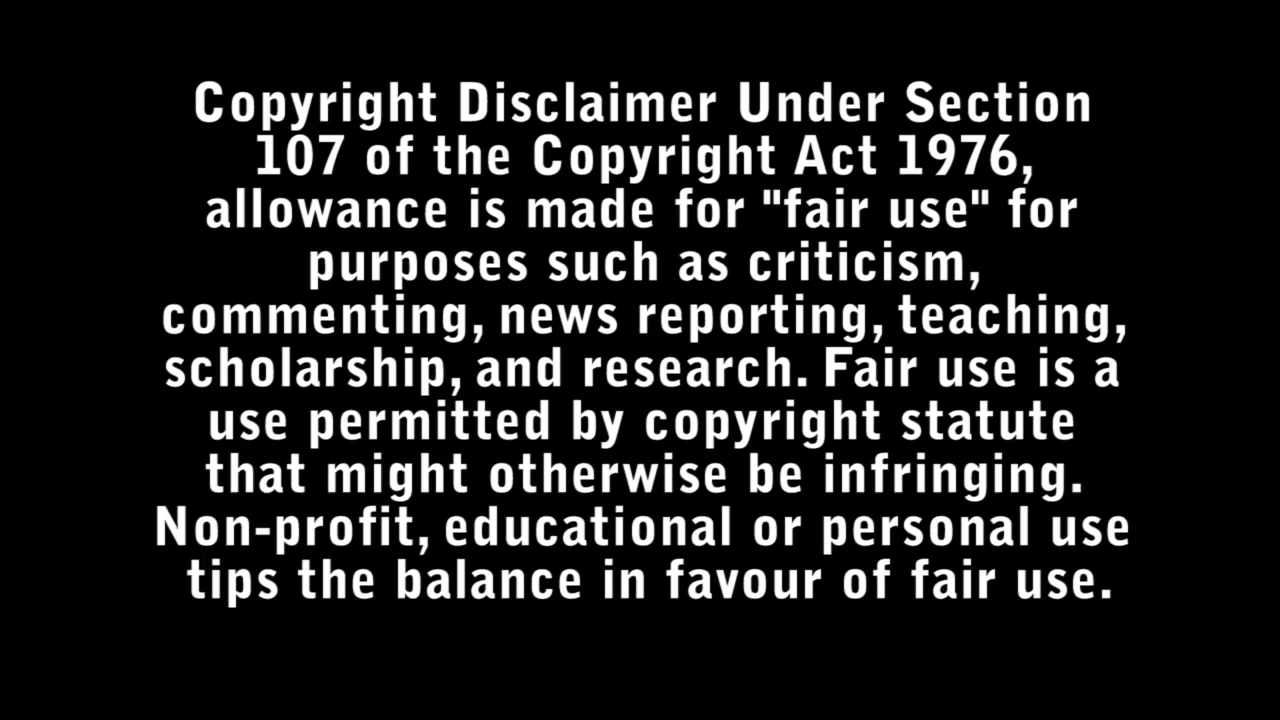 Copyright Disclaimer Under Section
107 of the Copyright Act 1976,
allowance is made for "fair use" for
purposes such as criticism,
commenting, news reporting, teaching,
scholarship, and research. Fair use is a
use permitted by copyright statute
that might otherwise be infringing.
Non-profit, educational or personal use
tips the balance in favour of fair use.